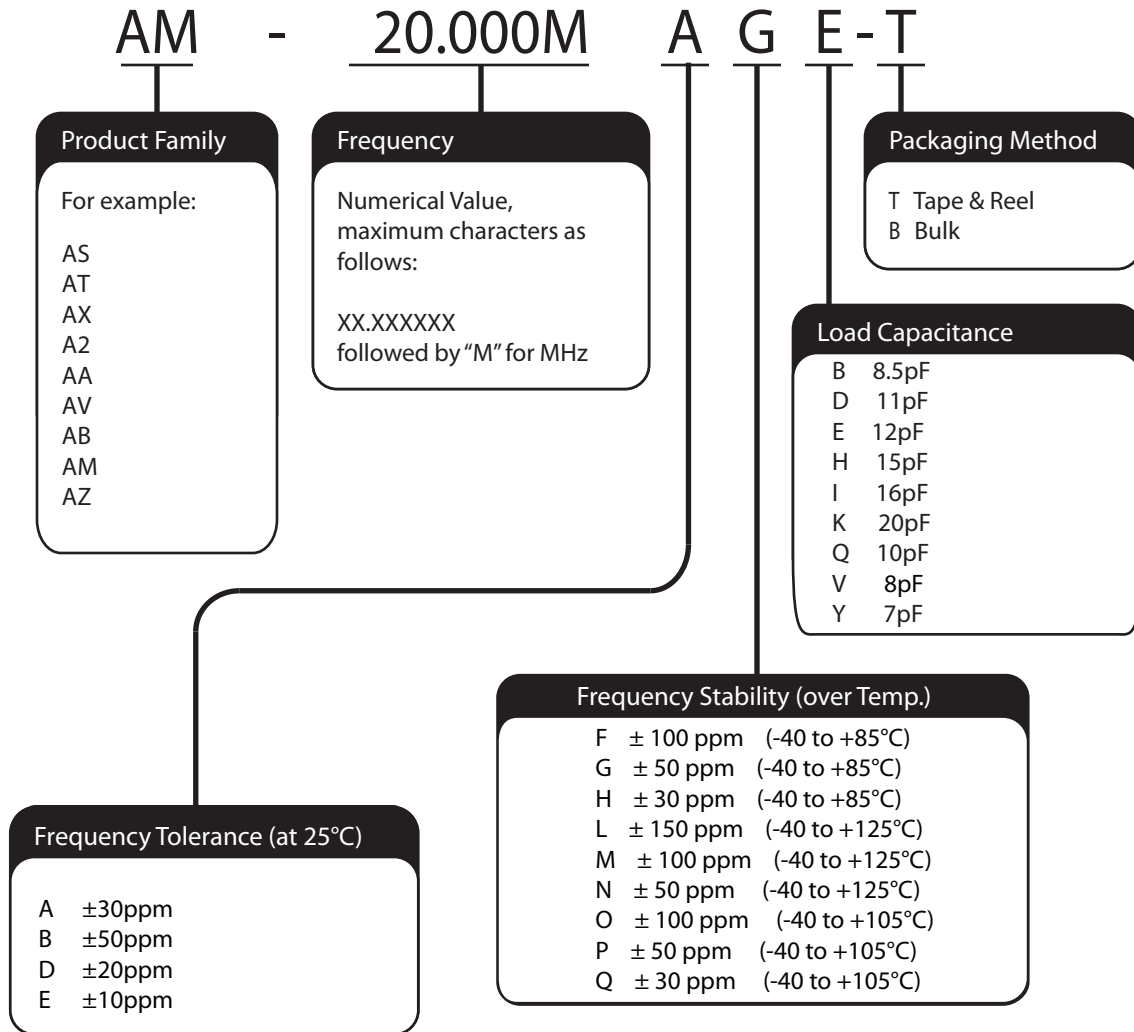 AM - 20.000M A G E - T
Product Family
For example:
AS
AT
AX
A2
AA
AV
AB
AM
AZ
Frequency
Numerical Value,
maximum characters as
follows:
XX.XXXXXX
followed by “M” for MHz
Packaging Method
T Tape & Reel
B Bulk
Load Capacitance
B 8.5pF
D 11pF
E 12pF
H 15pF
I 16pF
K 20pF
Q 10pF
V 8pF
Y 7pF
Frequency Stability (over Temp.)
F ± 100 ppm (-40 to +85°C)
G ± 50 ppm (-40 to +85°C)
H ± 30 ppm (-40 to +85°C)
L ± 150 ppm (-40 to +125°C)
M ± 100 ppm (-40 to +125°C)
N ± 50 ppm (-40 to +125°C)
O ± 100 ppm (-40 to +105°C)
P ± 50 ppm (-40 to +105°C)
Q ± 30 ppm (-40 to +105°C)
Frequency Tolerance (at 25°C)
A ±30ppm
B ±50ppm
D ±20ppm
E ±10ppm